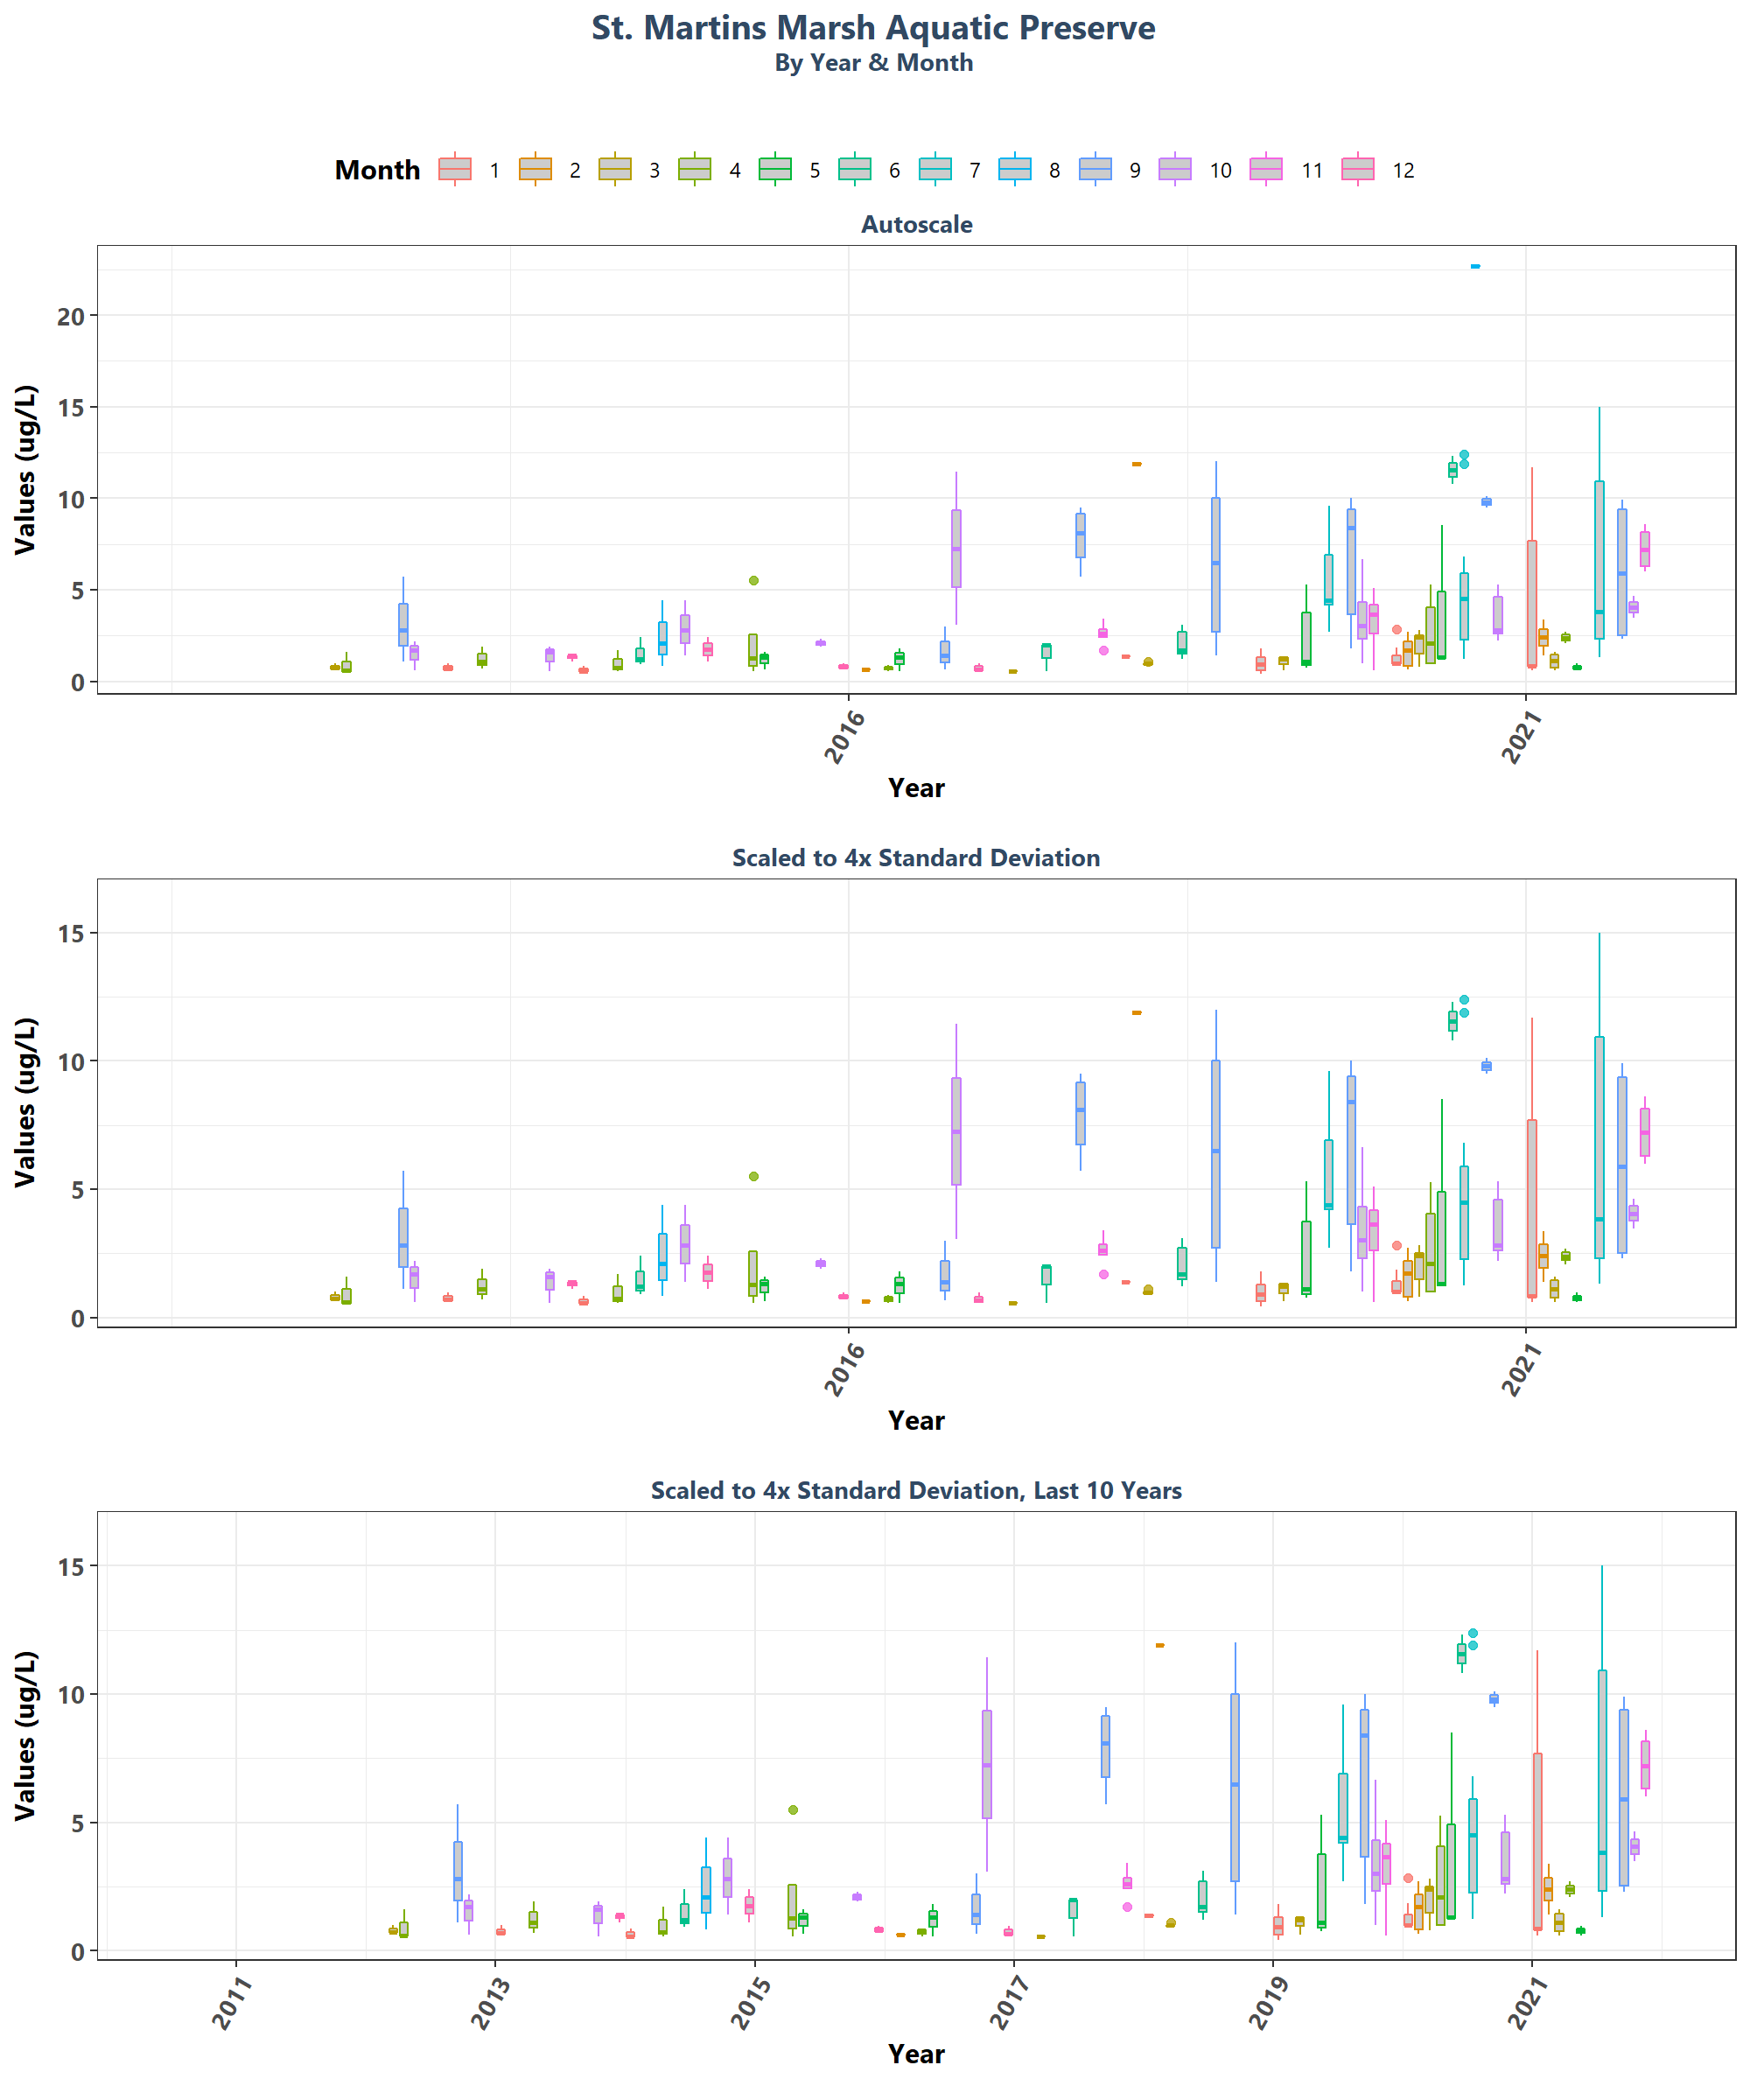 St. Martins Marsh Aquatic Preserve
By Year & Month
Month 1 2 3 4 5 6 7 8 9 10 11 12
Autoscale
Values (ug/L)
20
15
10
5
0
2016 2021
Year
Scaled to 4x Standard Deviation
Values (ug/L)
15
10
5
0
2016 2021
Year
Scaled to 4x Standard Deviation, Last 10 Years
Values (ug/L)
15
10
5
0
2011 2013 2015 2017 2019 2021
Year